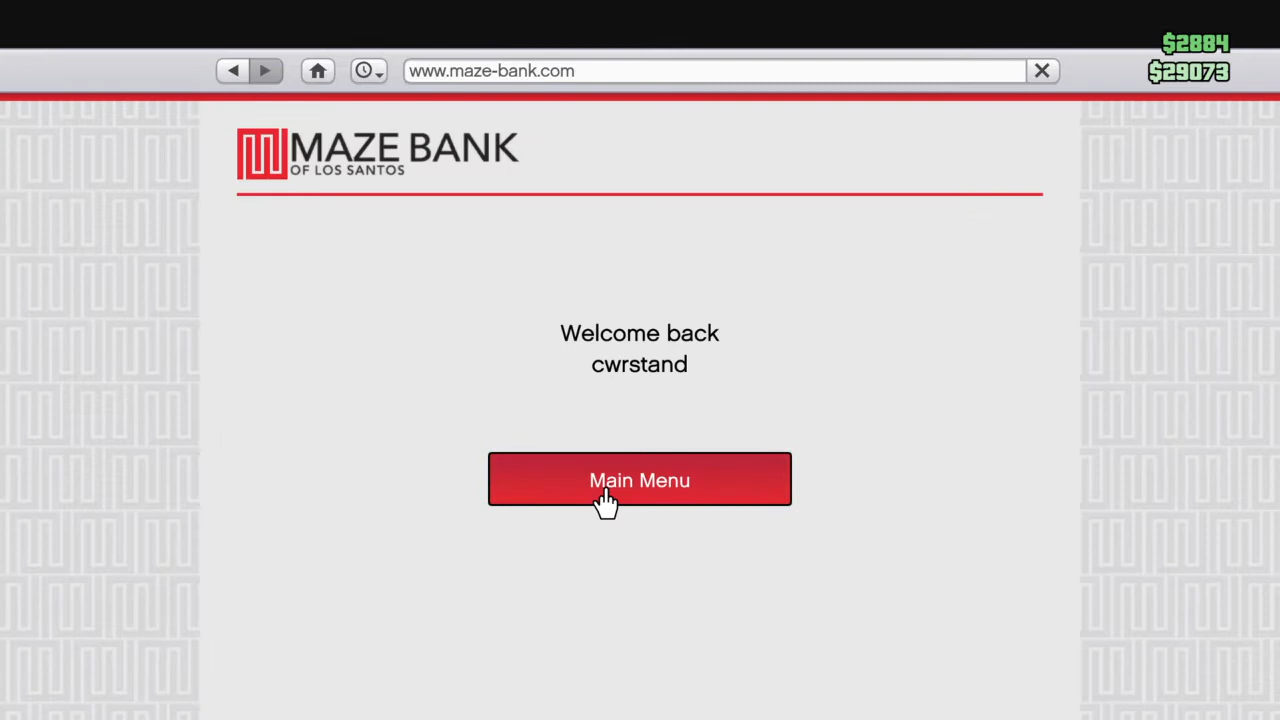 $2884
www.maze-bank.com
$29073
MAZE BANK
OF LOS SANTOS
Welcome back
cwrstand
Main Menu